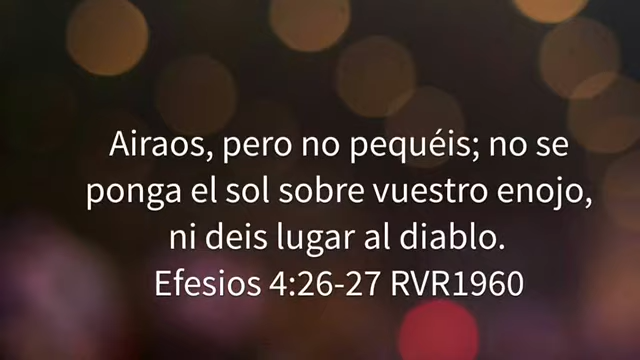 Airaos, pero no pequéis; no se
ponga el sol sobre vuestro enojo,
ni deis lugar al diablo.
Efesios 4:26-27 RVR1960